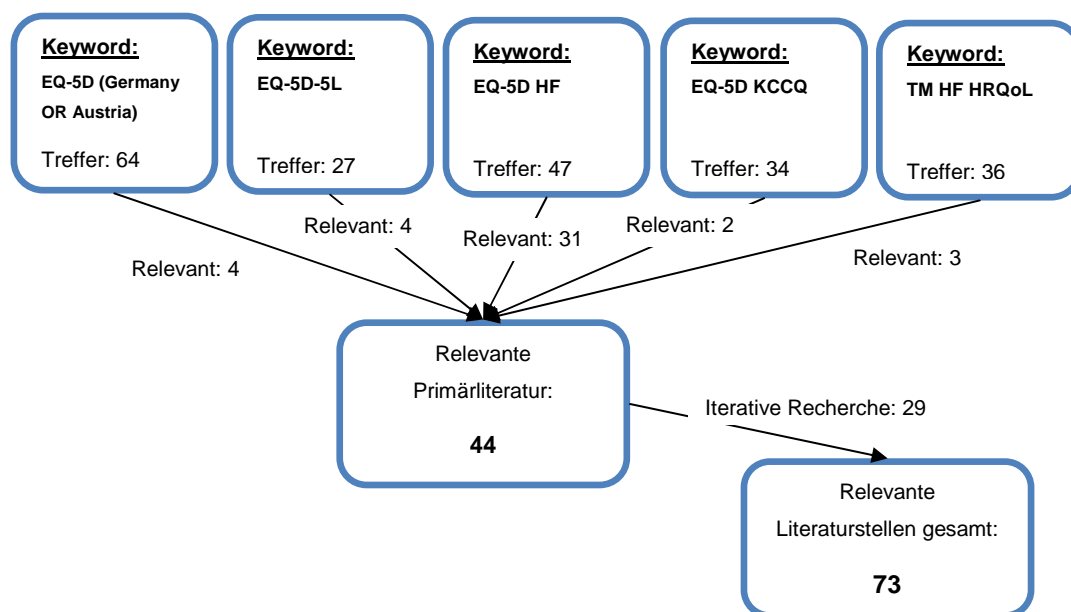 Keyword:
EQ-5D (Germany
OR Austria)
Treffer: 64
Keyword:
EQ-5D-5L
Treffer: 27
Keyword:
EQ-5D HF
Treffer: 47
Keyword:
EQ-5D KCCQ
Treffer: 34
Keyword:
TM HF HRQoL
Treffer: 36
Relevant: 4
Relevant: 4
Relevant: 31
Relevant: 2
Relevant: 3
Relevante
Primärliteratur:
44
Iterative Recherche: 29
Relevante
Literaturstellen gesamt:
73